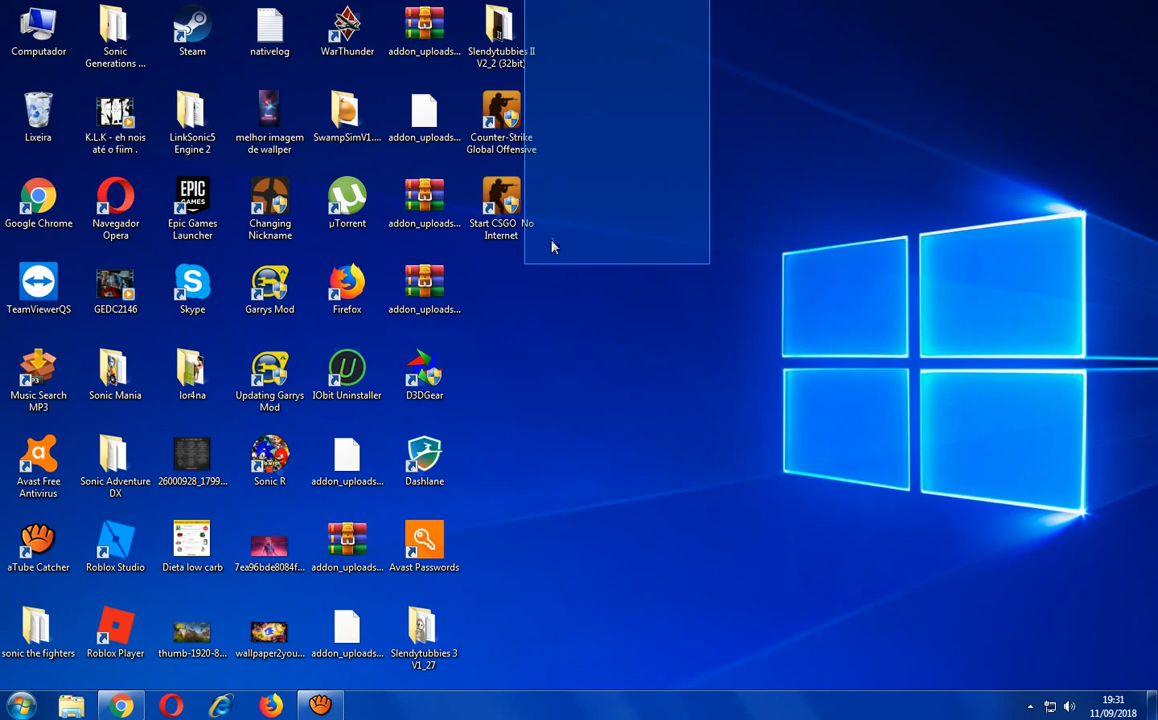 Computador
Sonic
Generations ...
Steam
nativelog
WarThunder
addon_uploads...
Slendytubbies II
V2_2 (32bit)
Lixeira
K.L.K - eh nois
até o fiim .
LinkSonic5
Engine 2
melhor imagem
de wallper
SwampSimV1....
addon_uploads...
Counter-Strike
Global Offensive
Google Chrome
Navegador
Opera
EPIC
GAMES
Epic Games
Launcher
Changing
Nickname
µTorrent
addon_uploads...
Start CSGO No
Internet
TeamViewerQS
GEDC2146
Skype
Garrys Mod
Firefox
addon_uploads...
Music Search
MP3
Sonic Mania
lor4na
Updating Garrys
Mod
IObit Uninstaller
D3DGear
Avast Free
Antivirus
Sonic Adventure
DX
26000928_1799...
Sonic R
addon_uploads...
Dashlane
aTube Catcher
Roblox Studio
Dieta low carb
7ea96bde8084f...
addon_uploads...
Avast Passwords
sonic the fighters
Roblox Player
thumb-1920-8...
wallpaper2you...
addon_uploads...
Slendytubbies 3
V1_27
19:31
11/09/2018